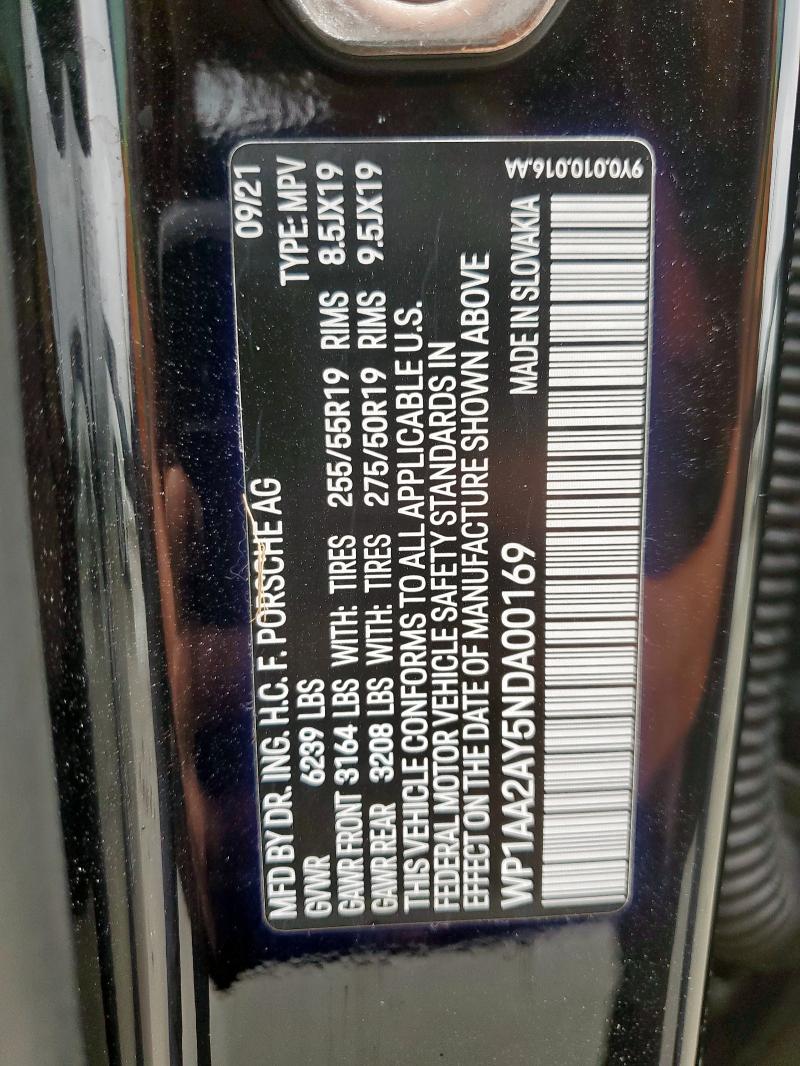 MFD BY DR. ING. H.C. F. PORSCHE AG 09/21
GVWR 6239 LBS TYPE: MPV
GAWR FRONT 3164 LBS WITH: TIRES 255/55R19 RIMS 8.5JX19
GAWR REAR 3208 LBS WITH: TIRES 275/50R19 RIMS 9.5JX19
THIS VEHICLE CONFORMS TO ALL APPLICABLE U.S.
FEDERAL MOTOR VEHICLE SAFETY STANDARDS IN
EFFECT ON THE DATE OF MANUFACTURE SHOWN ABOVE
WP1AA2AY5NDA00169 MADE IN SLOVAKIA
9Y0.010.016.AA